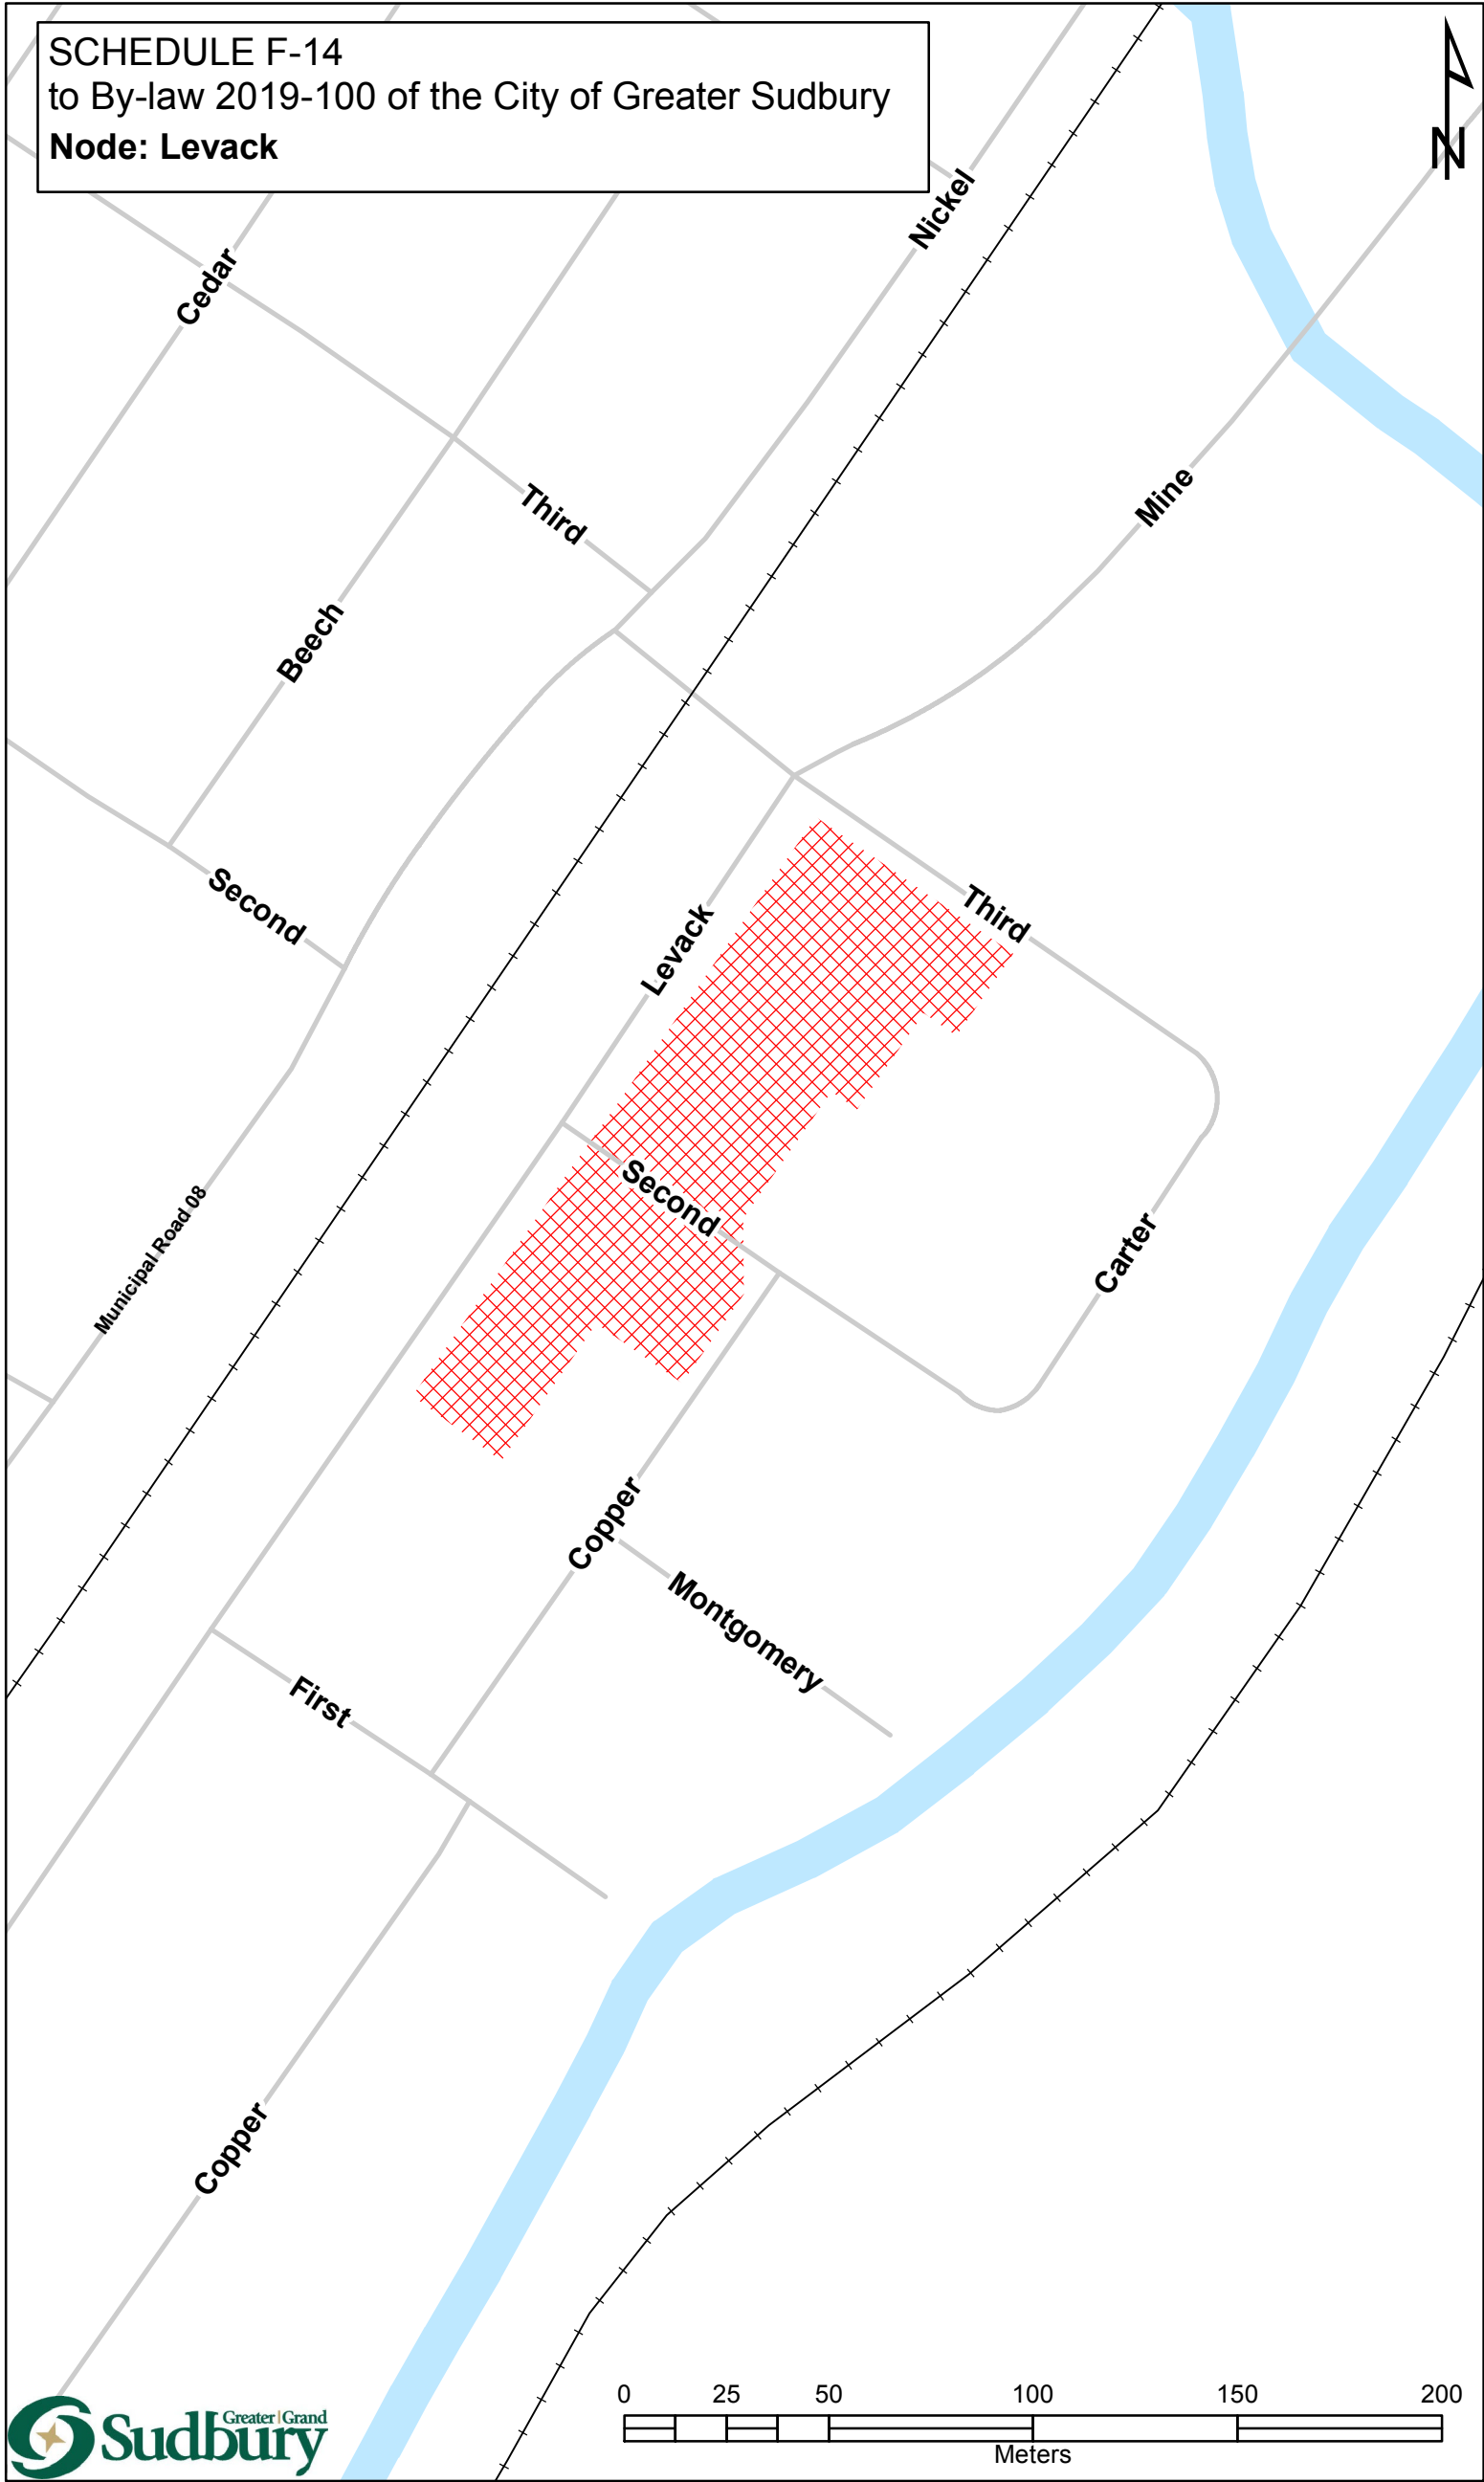 SCHEDULE F-14
to By-law 2019-100 of the City of Greater Sudbury
Node: Levack
N
Nickel
Cedar
Third
Mine
Beech
Second
Levack
Third
Second
Municipal Road 08
Carter
Copper
Montgomery
First
Copper
0 25 50 100 150 200
Meters
Greater|Grand
Sudbury